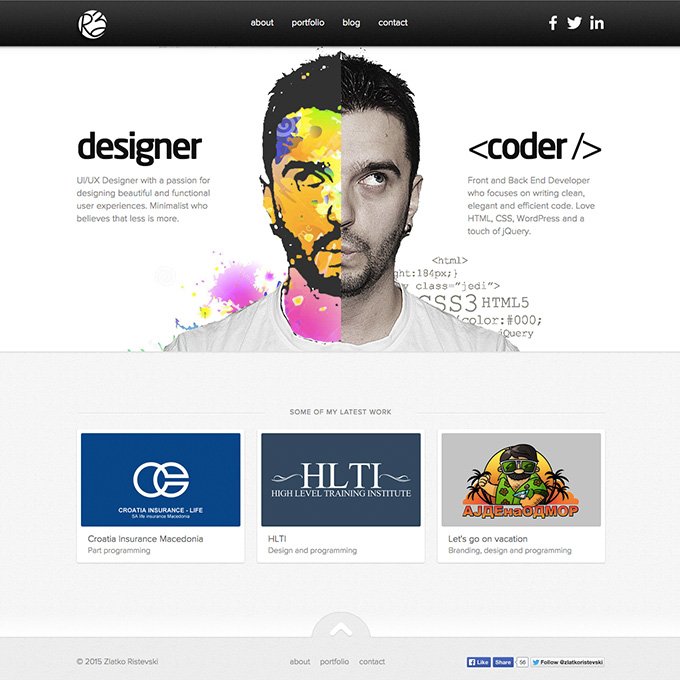 R3
about portfolio blog contact
designer
UI/UX Designer with a passion for
designing beautiful and functional
user experiences. Minimalist who
believes that less is more.
<coder />
Front and Back End Developer
who focuses on writing clean,
elegant and efficient code. Love
HTML, CSS, WordPress and a
touch of jQuery.
<html>
ght:184px;}
class="jedi">
CSS3 HTML5
color:#000;
jQuery
SOME OF MY LATEST WORK
CROATIA INSURANCE - LIFE
SA life insurance Macedonia
Croatia Insurance Macedonia
Part programming
HLTI
HIGH LEVEL TRAINING INSTITUTE
HLTI
Design and programming
АЈДЕнаОДМОР
Let's go on vacation
Branding, design and programming
© 2015 Zlatko Ristevski
about portfolio contact
Like Share 56 Follow @zlatkoristevski